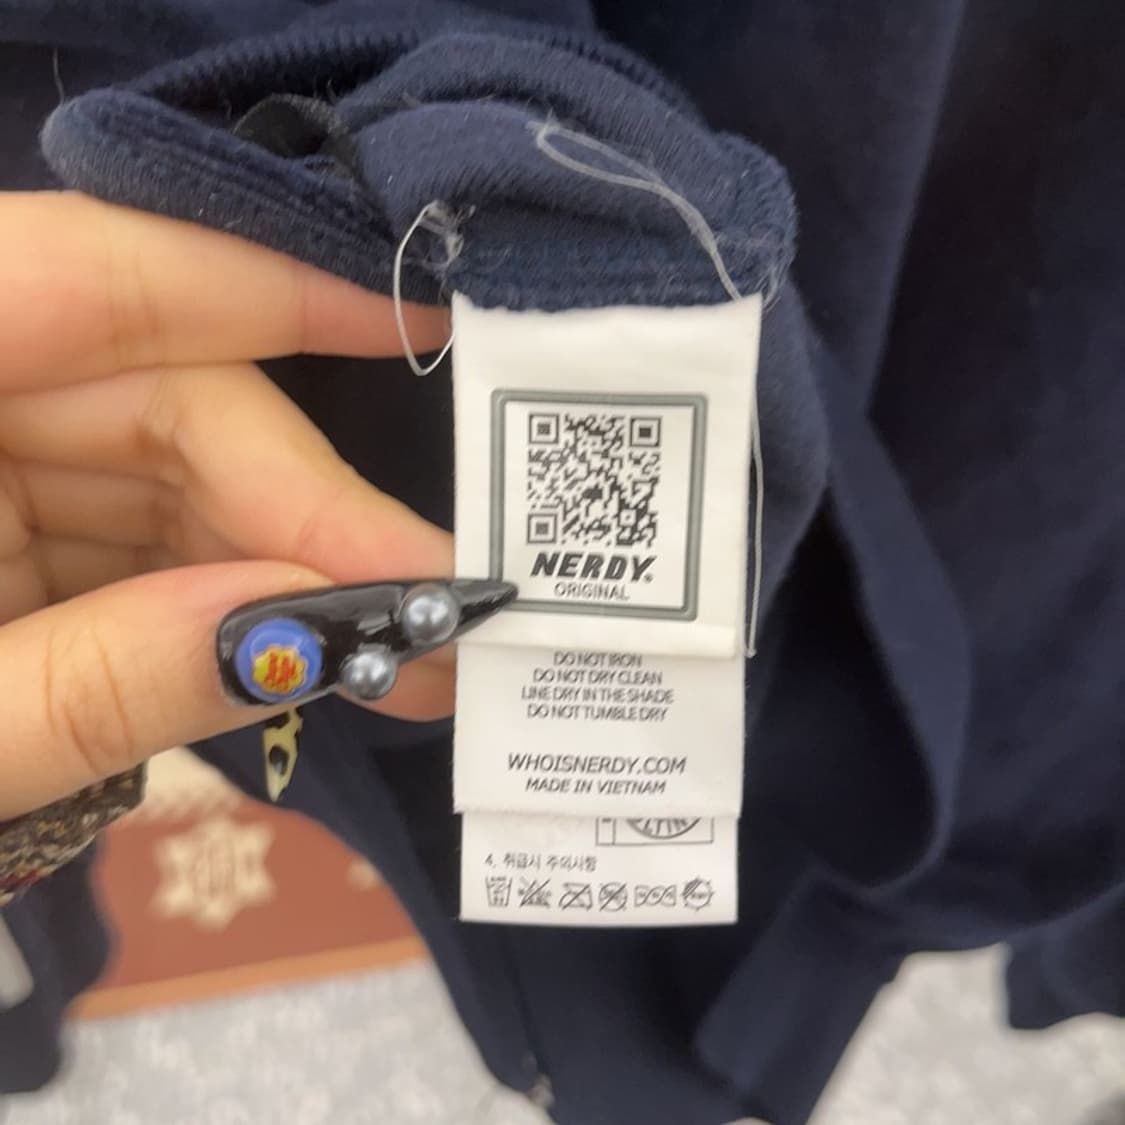 NERDY.
ORIGINAL
DO NOT IRON
DO NOT DRY CLEAN
LINE DRY IN THE SHADE
DO NOT TUMBLE DRY
WHOISNERDY.COM
MADE IN VIETNAM
4. 취급시 주의사항